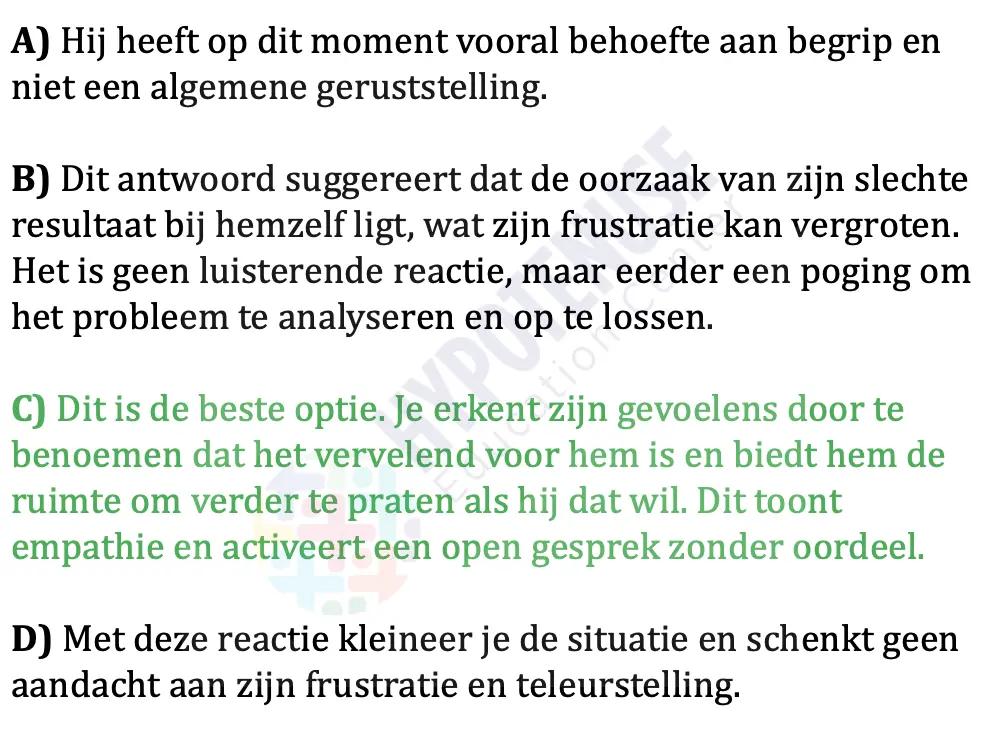 A) Hij heeft op dit moment vooral behoefte aan begrip en
niet een algemene geruststelling.
B) Dit antwoord suggereert dat de oorzaak van zijn slechte
resultaat bij hemzelf ligt, wat zijn frustratie kan vergroten.
Het is geen luisterende reactie, maar eerder een poging om
het probleem te analyseren en op te lossen.
C) Dit is de beste optie. Je erkent zijn gevoelens door te
benoemen dat het vervelend voor hem is en biedt hem de
ruimte om verder te praten als hij dat wil. Dit toont
empathie en activeert een open gesprek zonder oordeel.
D) Met deze reactie kleineer je de situatie en schenkt geen
aandacht aan zijn frustratie en teleurstelling.
HYPOTENUSE
Education Center